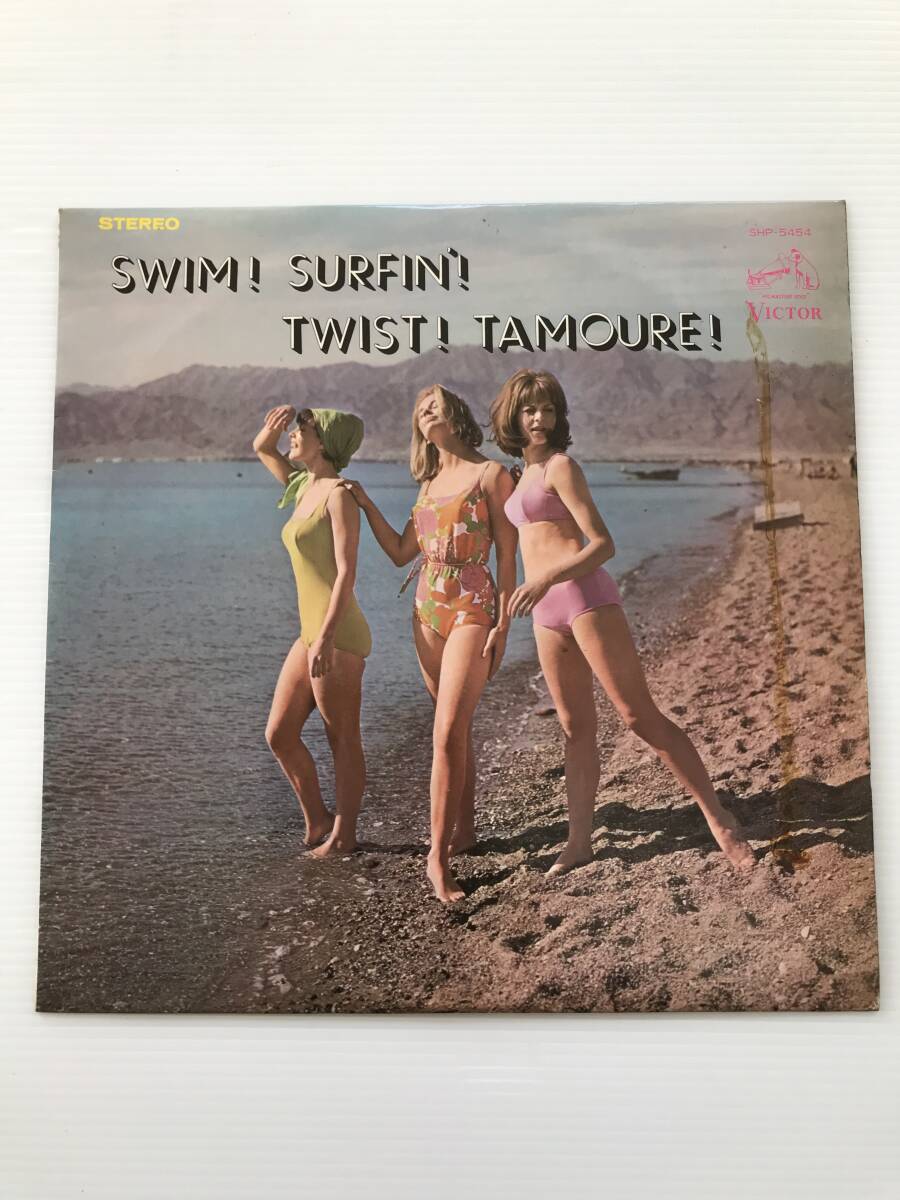 STEREO
SHP-5454
SWIM! SURFIN'!
VICTOR
TWIST! TAMOURE!